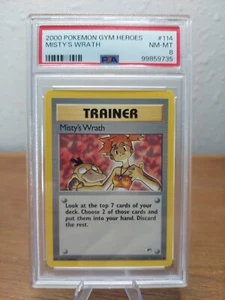 2000 POKEMON GYM HEROES #114
MISTY'S WRATH NM-MT
8
PSA 99859735
TRAINER
Misty's Wrath
Look at the top 7 cards of your
deck. Choose 2 of those cards and
put them into your hand. Discard
the rest.